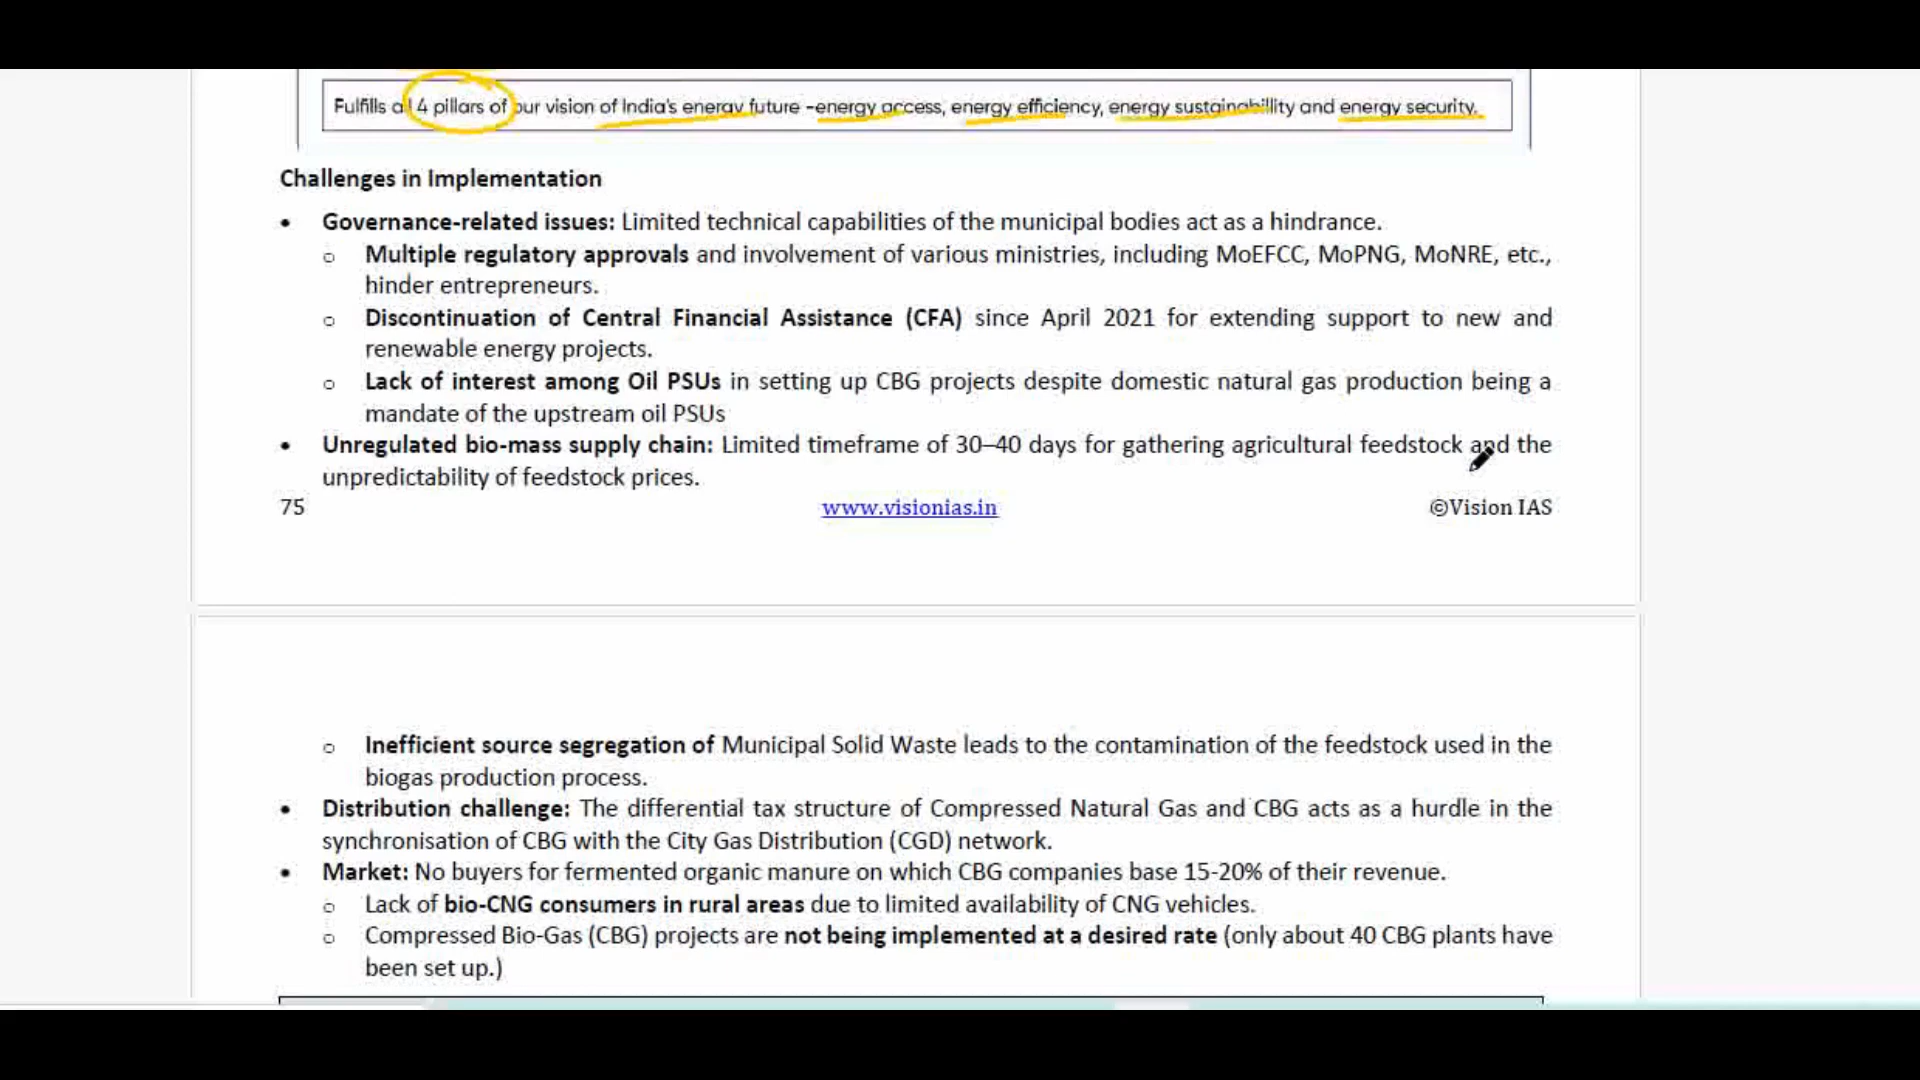 Fulfills all 4 pillars of our vision of India's energy future -energy access, energy efficiency, energy sustainabillity and energy security.
Challenges in Implementation
• Governance-related issues: Limited technical capabilities of the municipal bodies act as a hindrance.
o Multiple regulatory approvals and involvement of various ministries, including MoEFCC, MoPNG, MoNRE, etc.,
hinder entrepreneurs.
o Discontinuation of Central Financial Assistance (CFA) since April 2021 for extending support to new and
renewable energy projects.
o Lack of interest among Oil PSUs in setting up CBG projects despite domestic natural gas production being a
mandate of the upstream oil PSUs
• Unregulated bio-mass supply chain: Limited timeframe of 30–40 days for gathering agricultural feedstock and the
unpredictability of feedstock prices.
75 www.visionias.in ©Vision IAS
o Inefficient source segregation of Municipal Solid Waste leads to the contamination of the feedstock used in the
biogas production process.
• Distribution challenge: The differential tax structure of Compressed Natural Gas and CBG acts as a hurdle in the
synchronisation of CBG with the City Gas Distribution (CGD) network.
• Market: No buyers for fermented organic manure on which CBG companies base 15-20% of their revenue.
o Lack of bio-CNG consumers in rural areas due to limited availability of CNG vehicles.
o Compressed Bio-Gas (CBG) projects are not being implemented at a desired rate (only about 40 CBG plants have
been set up.)